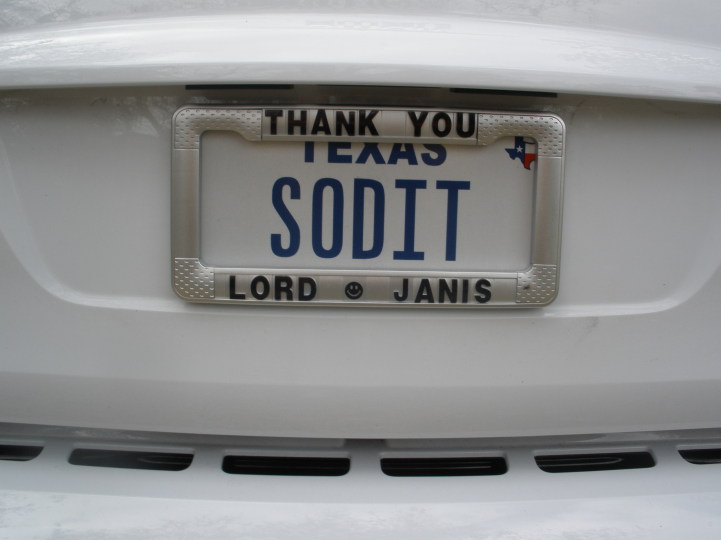 THANK YOU
TEXAS
SODIT
LORD JANIS